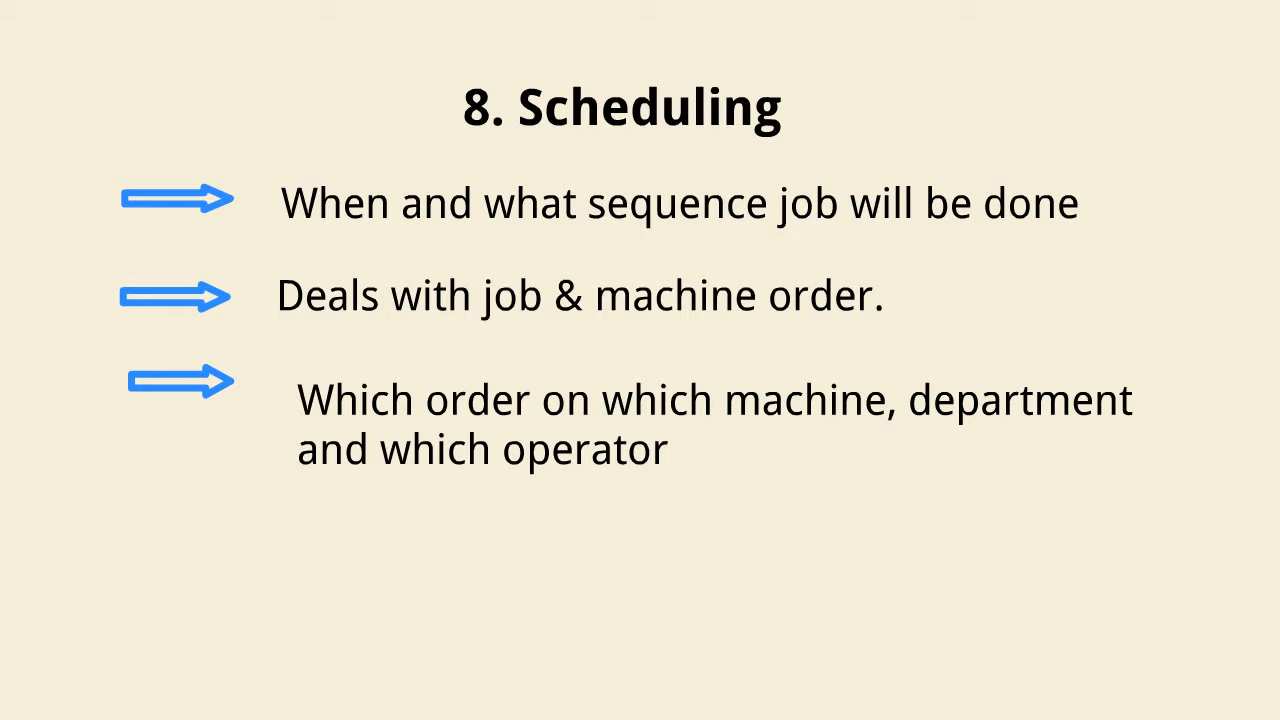 8. Scheduling
When and what sequence job will be done
Deals with job & machine order.
Which order on which machine, department
and which operator